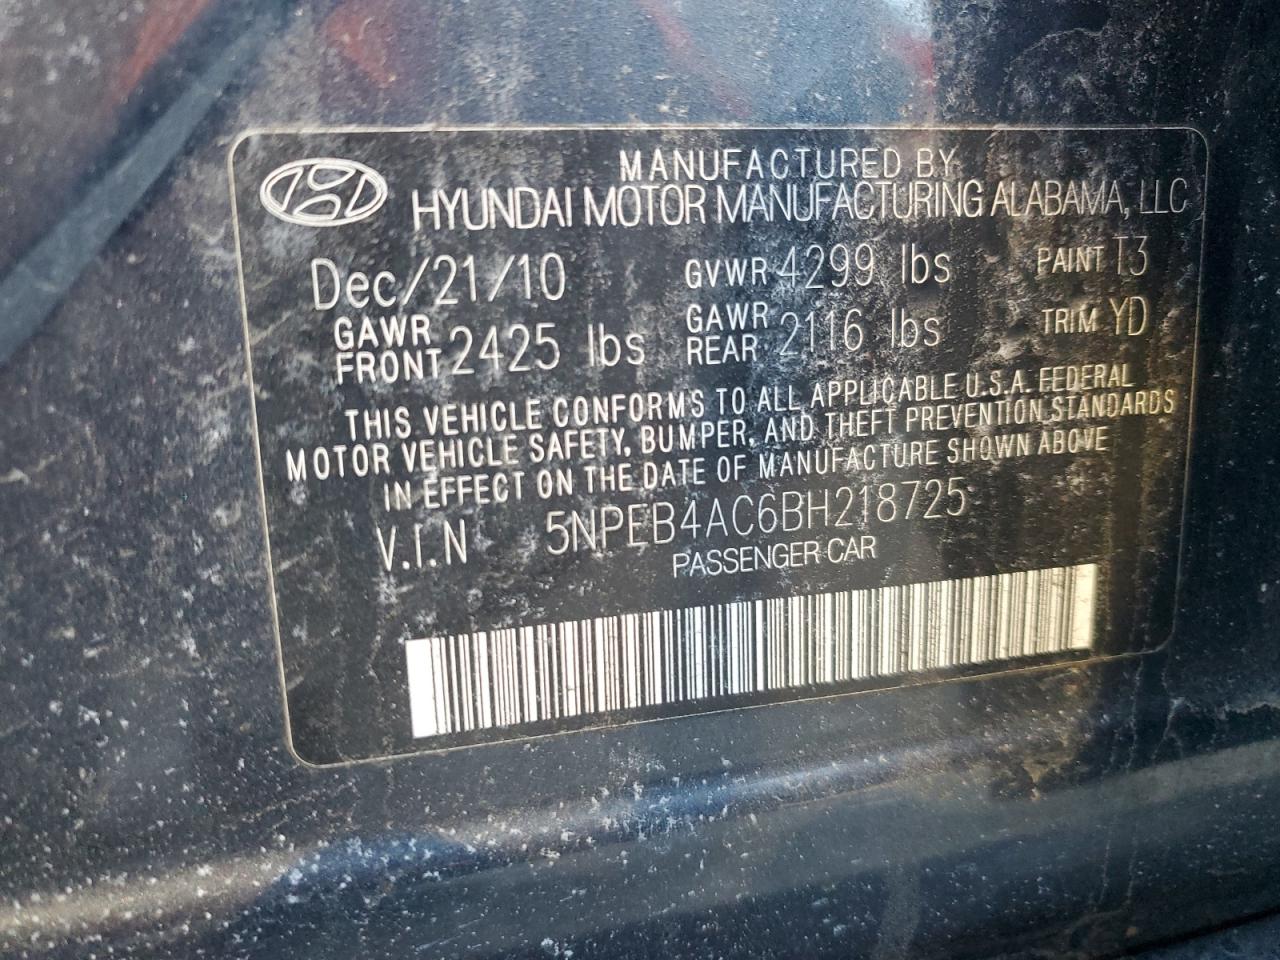 MANUFACTURED BY
HYUNDAI MOTOR MANUFACTURING ALABAMA, LLC
Dec/21/10 GVWR 4299 lbs PAINT T3
GAWR FRONT 2425 lbs GAWR REAR 2116 lbs TRIM YD
THIS VEHICLE CONFORMS TO ALL APPLICABLE U.S.A. FEDERAL
MOTOR VEHICLE SAFETY, BUMPER, AND THEFT PREVENTION STANDARDS
IN EFFECT ON THE DATE OF MANUFACTURE SHOWN ABOVE
V.I.N 5NPEB4AC6BH218725
PASSENGER CAR